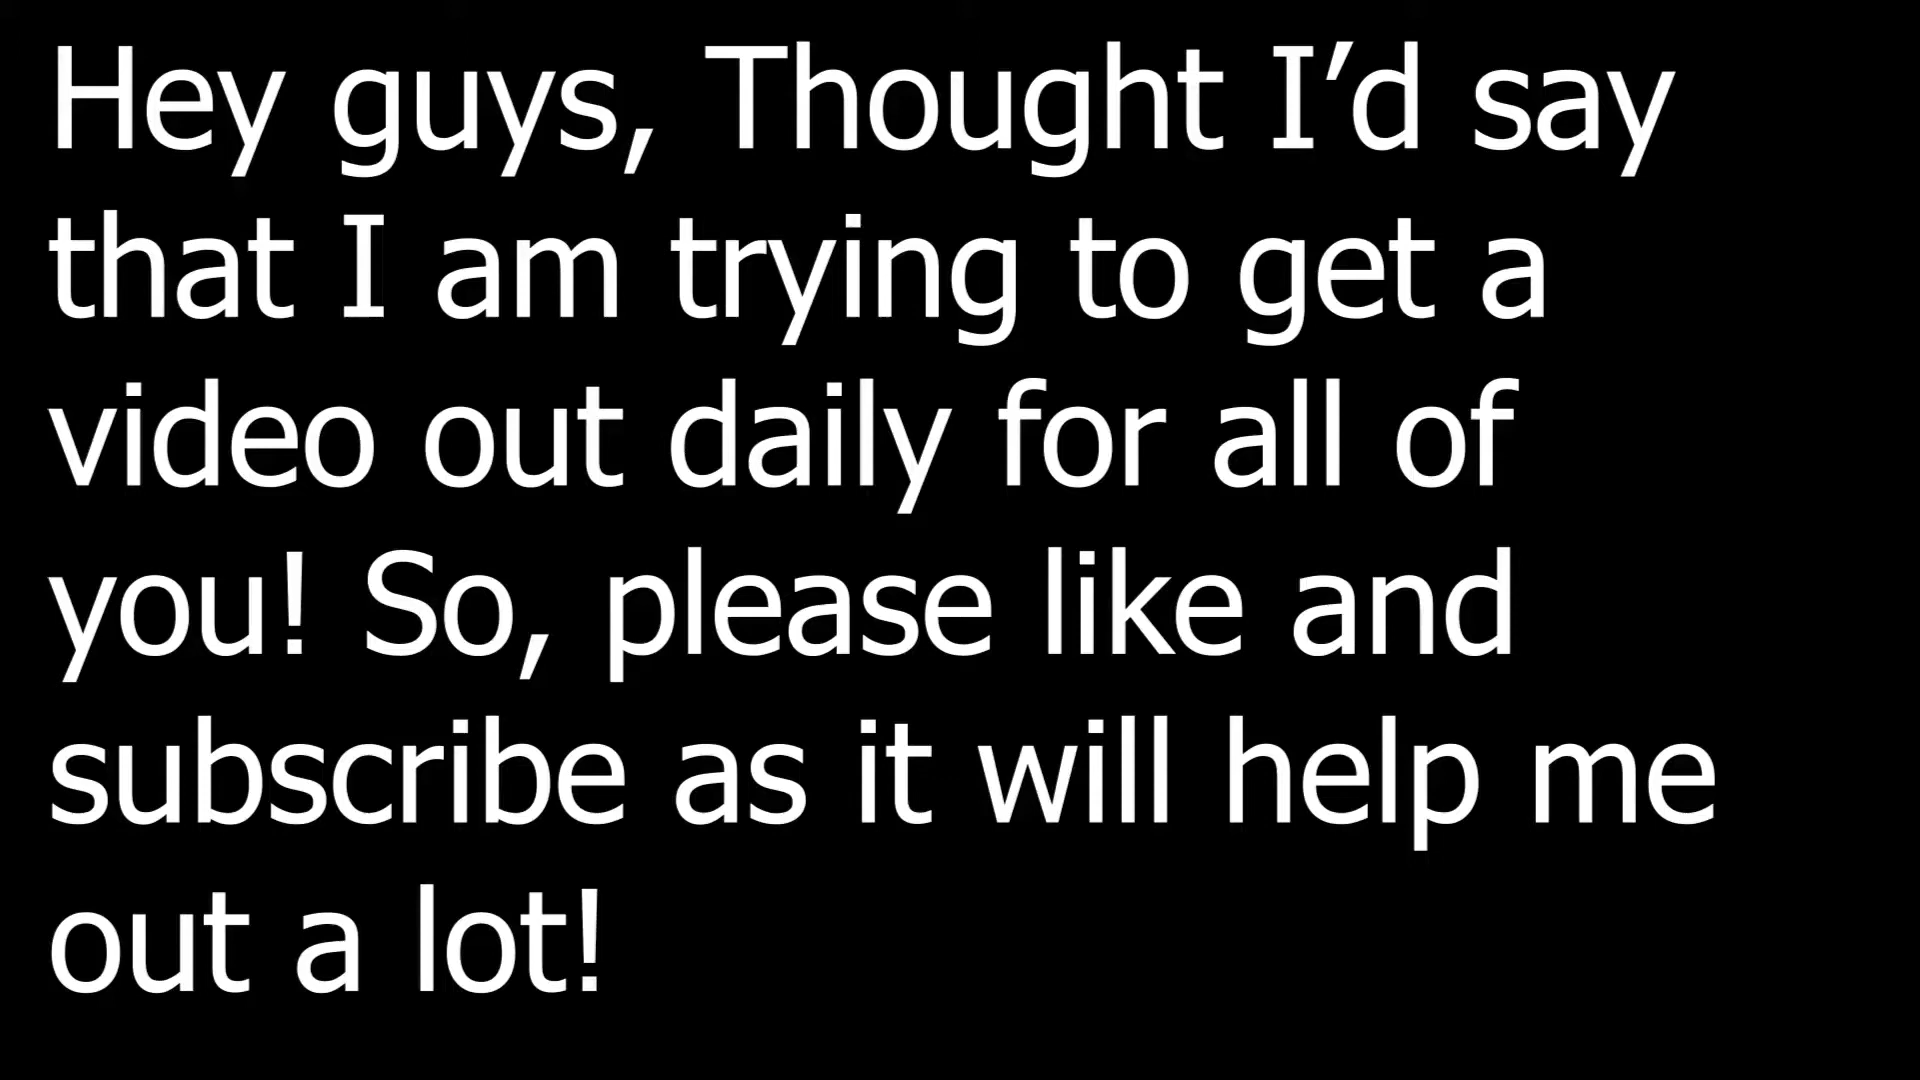 Hey guys, Thought I’d say
that I am trying to get a
video out daily for all of
you! So, please like and
subscribe as it will help me
out a lot!